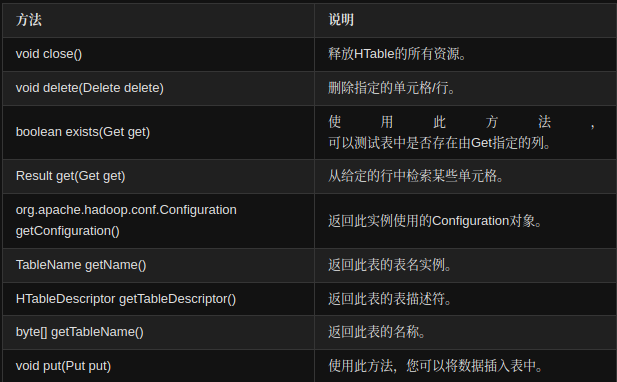 方法 说明
void close() 释放HTable的所有资源。
void delete(Delete delete) 删除指定的单元格/行。
boolean exists(Get get) 使用此方法，
可以测试表中是否存在由Get指定的列。
Result get(Get get) 从给定的行中检索某些单元格。
org.apache.hadoop.conf.Configuration
getConfiguration() 返回此实例使用的Configuration对象。
TableName getName() 返回此表的表名实例。
HTableDescriptor getTableDescriptor() 返回此表的表描述符。
byte[] getTableName() 返回此表的名称。
void put(Put put) 使用此方法，您可以将数据插入表中。